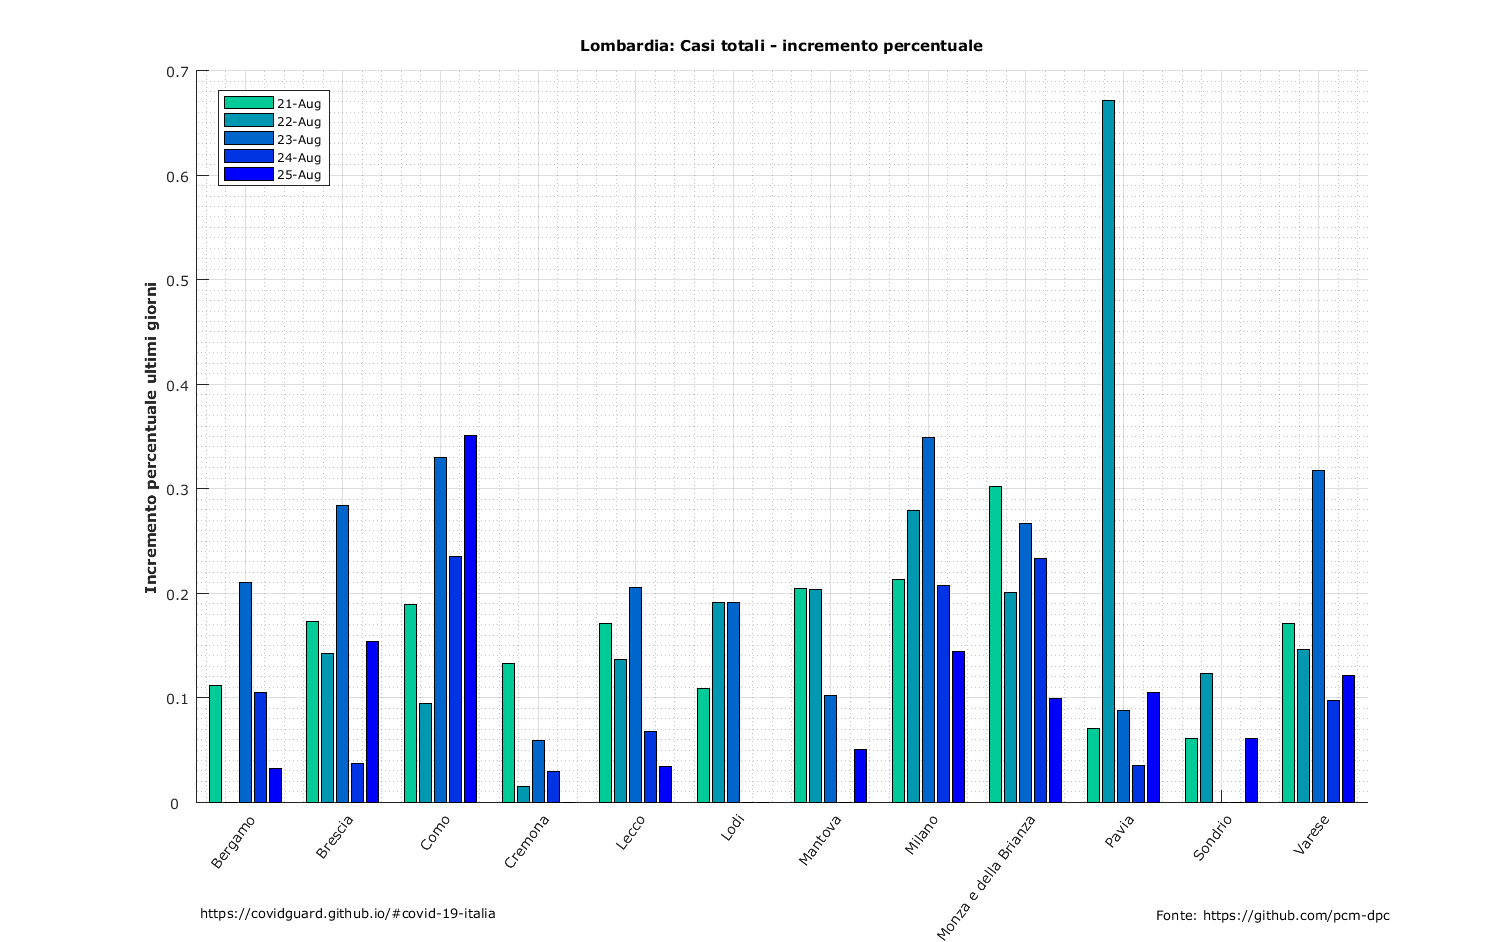 Lombardia: Casi totali - incremento percentuale
Incremento percentuale ultimi giorni
0.7
0.6
0.5
0.4
0.3
0.2
0.1
0
21-Aug
22-Aug
23-Aug
24-Aug
25-Aug
Bergamo
Brescia
Como
Cremona
Lecco
Lodi
Mantova
Milano
Monza e della Brianza
Pavia
Sondrio
Varese
https://covidguard.github.io/#covid-19-italia
Fonte: https://github.com/pcm-dpc